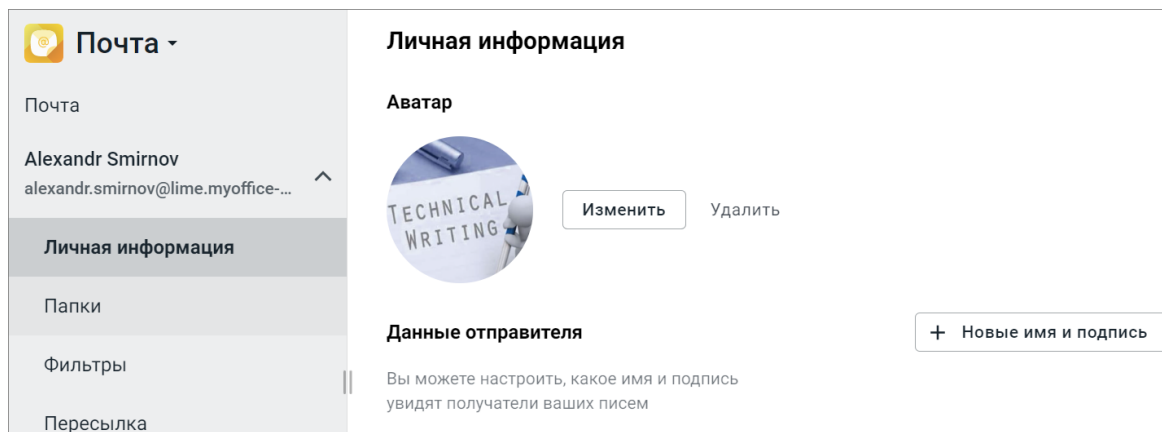 Почта
Почта
Alexandr Smirnov
alexandr.smirnov@lime.myoffice-...
Личная информация
Папки
Фильтры
Пересылка
Личная информация
Аватар
TECHNICAL
WRITING
Изменить
Удалить
Данные отправителя
+ Новые имя и подпись
Вы можете настроить, какое имя и подпись
увидят получатели ваших писем